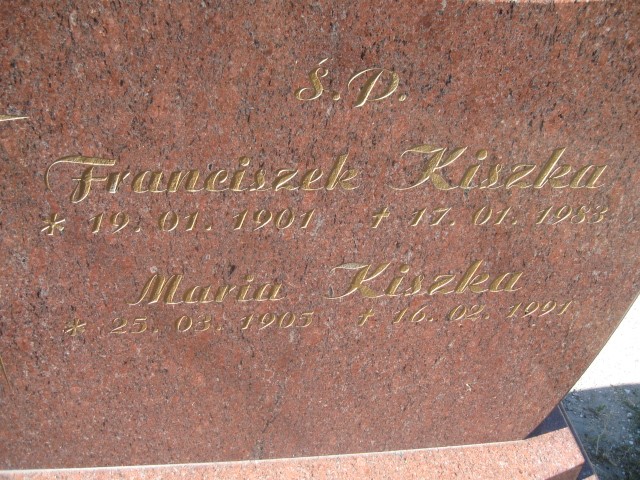 Ś.P.
Franciszek Kiszka
* 19.01.1901 † 17.01.1983
Maria Kiszka
* 25.03.1905 † 16.02.1991